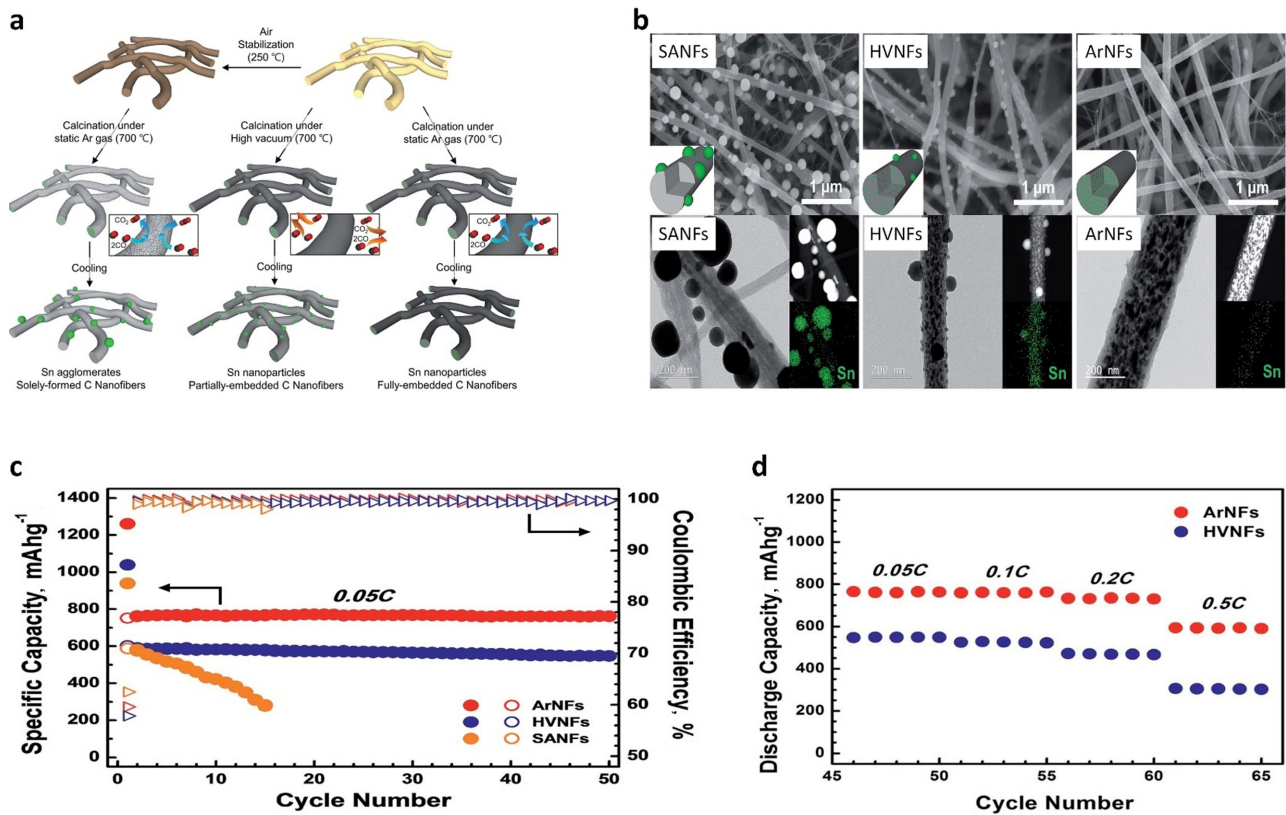 a
Air
Stabilization
(250 ℃)
Calcination under
static Ar gas (700 ℃)
Calcination under
High vacuum (700 ℃)
Calcination under
static Ar gas (700 ℃)
CO₂
2CO
CO₂
2CO
CO₂
2CO
Cooling
Cooling
Cooling
Sn agglomerates
Solely-formed C Nanofibers
Sn nanoparticles
Partially-embedded C Nanofibers
Sn nanoparticles
Fully-embedded C Nanofibers
b
SANFs
1 μm
HVNFs
1 μm
ArNFs
1 μm
SANFs
200 nm
Sn
HVNFs
200 nm
Sn
ArNFs
200 nm
Sn
c
Specific Capacity, mAhg⁻¹
1400
1200
1000
800
600
400
200
0
0.05C
ArNFs
HVNFs
SANFs
100
90
80
70
60
50
Coulombic Efficiency, %
0 10 20 30 40 50
Cycle Number
d
Discharge Capacity, mAhg⁻¹
1200
1000
800
600
400
200
0
ArNFs
HVNFs
0.05C
0.1C
0.2C
0.5C
45 50 55 60 65
Cycle Number